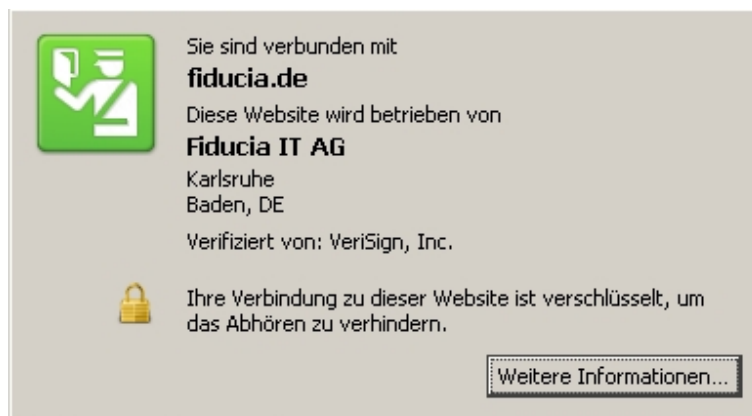 Sie sind verbunden mit
fiducia.de
Diese Website wird betrieben von
Fiducia IT AG
Karlsruhe
Baden, DE
Verifiziert von: VeriSign, Inc.
Ihre Verbindung zu dieser Website ist verschlüsselt, um
das Abhören zu verhindern.
Weitere Informationen...